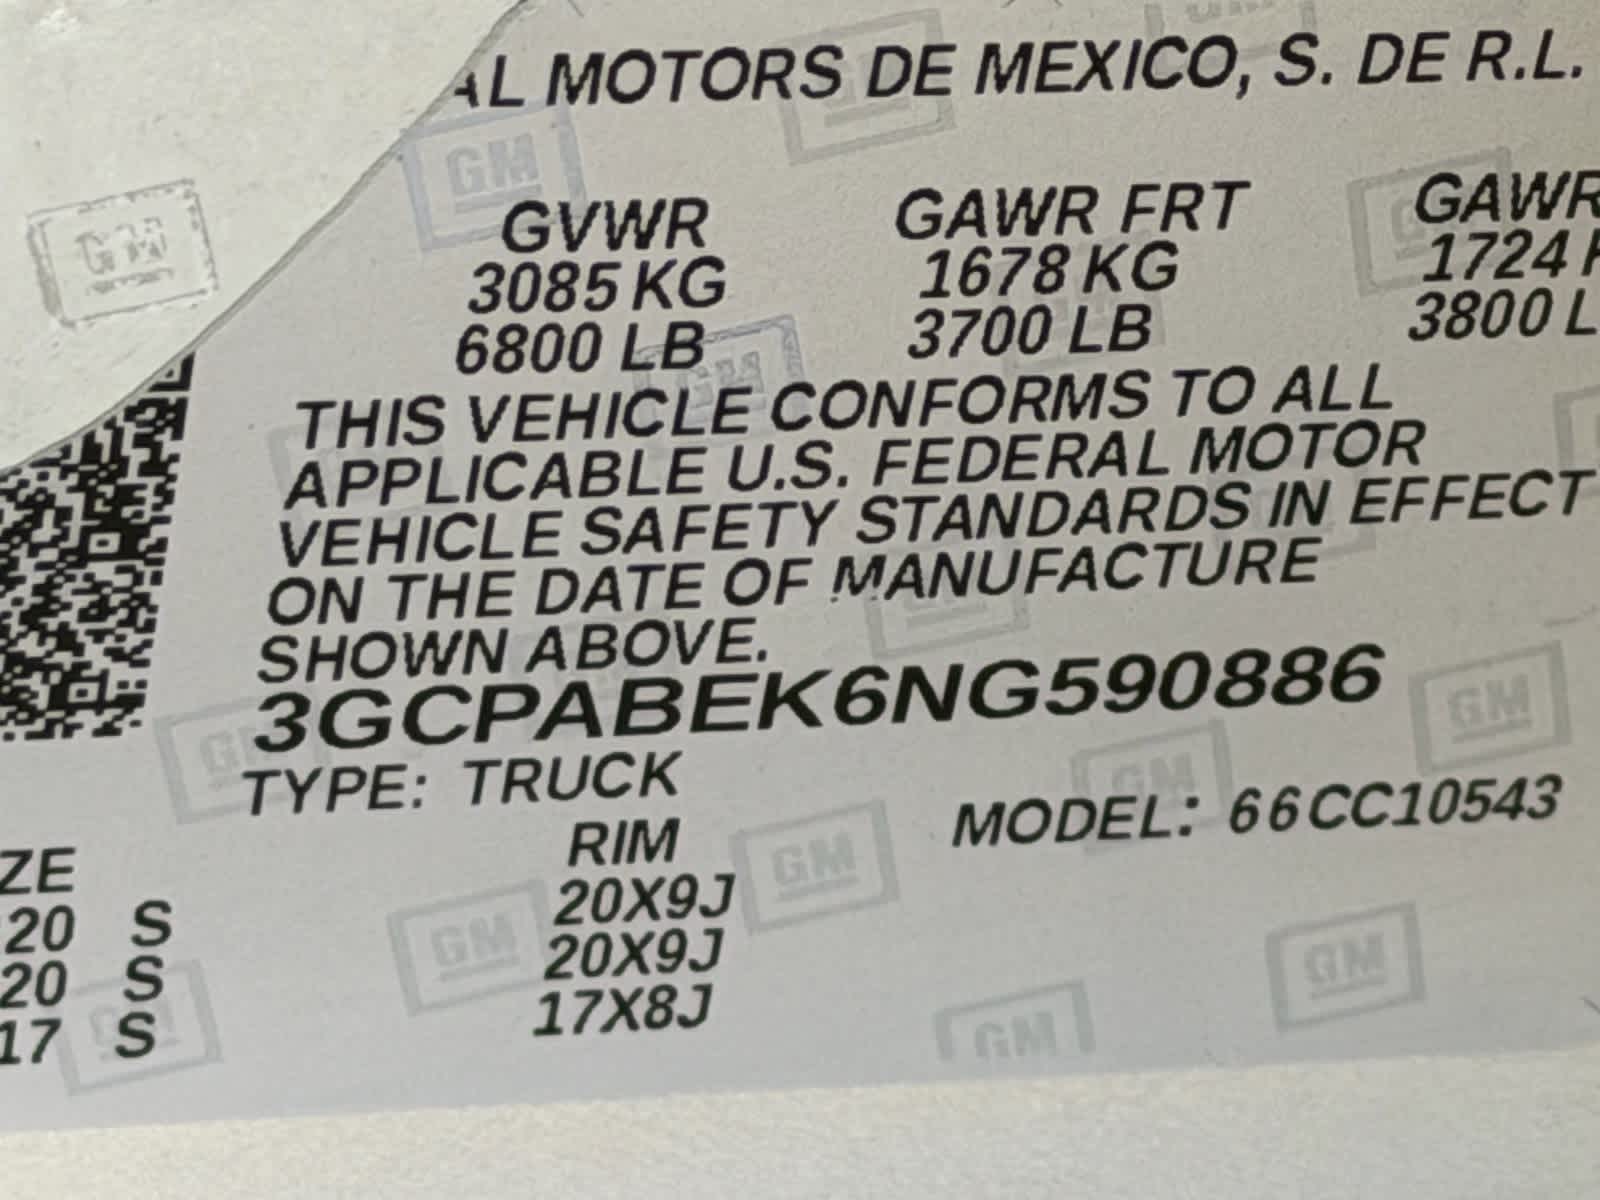 AL MOTORS DE MEXICO, S. DE R.L.
GVWR GAWR FRT GAWR
3085 KG 1678 KG 1724
6800 LB 3700 LB 3800 L
THIS VEHICLE CONFORMS TO ALL
APPLICABLE U.S. FEDERAL MOTOR
VEHICLE SAFETY STANDARDS IN EFFECT
ON THE DATE OF MANUFACTURE
SHOWN ABOVE.
3GCPABEK6NG590886
TYPE: TRUCK MODEL: 66CC10543
ZE RIM
20 S 20X9J
20 S 20X9J
17 S 17X8J
GM